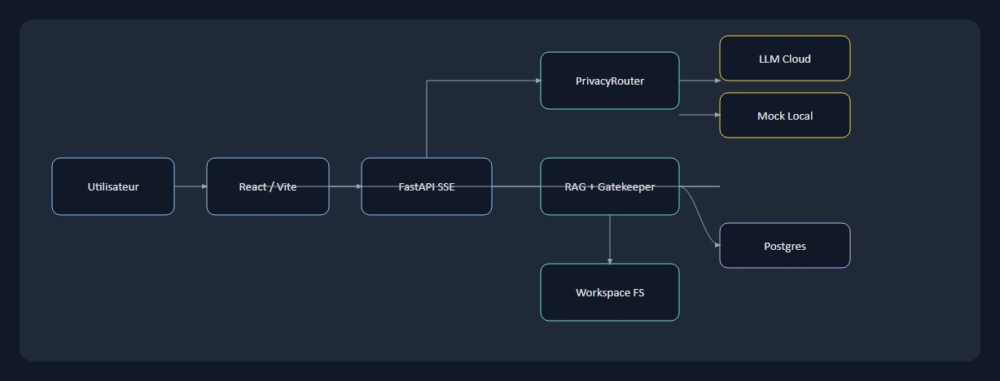 LLM Cloud
PrivacyRouter
Mock Local
Utilisateur
React / Vite
FastAPI SSE
RAG + Gatekeeper
Postgres
Workspace FS